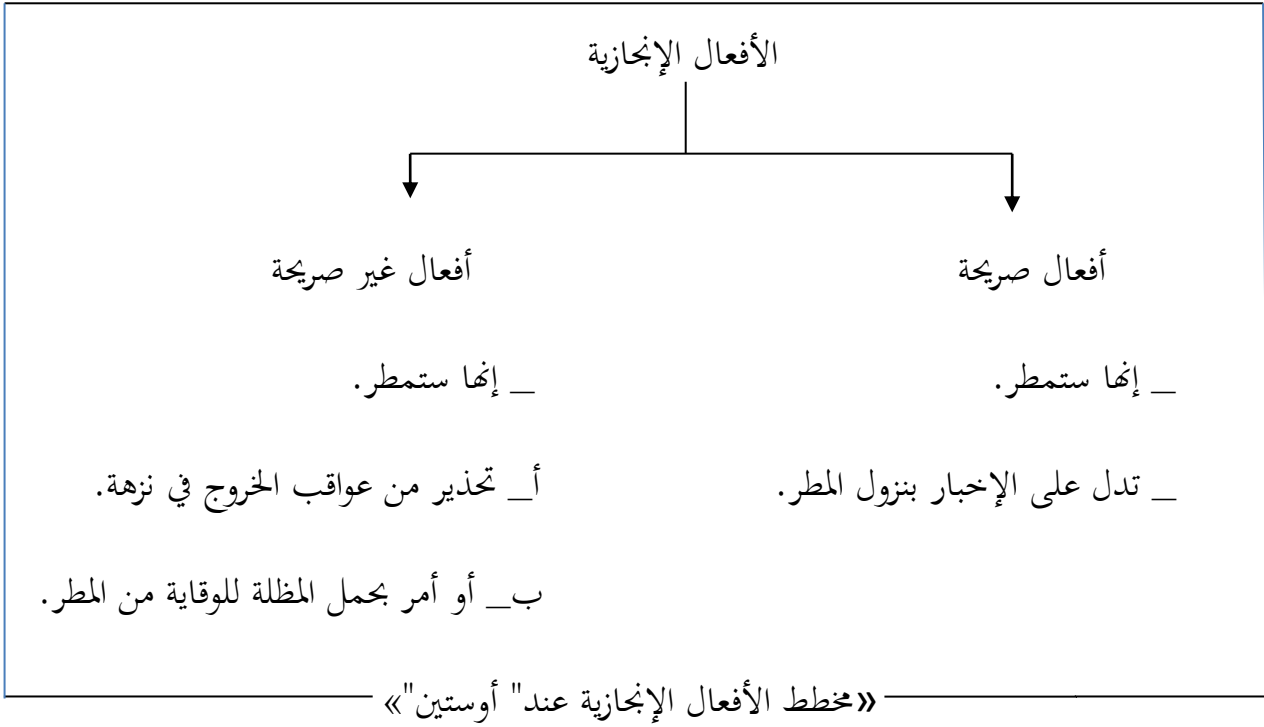 الأفعال الإنجازية
أفعال صريحة
أفعال غير صريحة
_ إنها ستمطر.
_ إنها ستمطر.
_ تدل على الإخبار بنزول المطر.
أ_ تحذير من عواقب الخروج في نزهة.
ب_ أو أمر بحمل المظلة للوقاية من المطر.
«مخطط الأفعال الإنجازية عند" أوستين"»